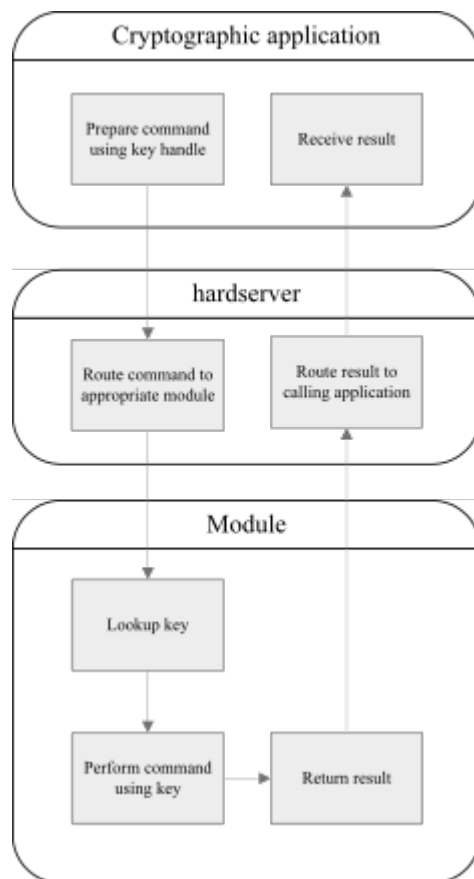 Cryptographic application
Prepare command
using key handle
Receive result
hardserver
Route command to
appropriate module
Route result to
calling application
Module
Lookup key
Perform command
using key
Return result